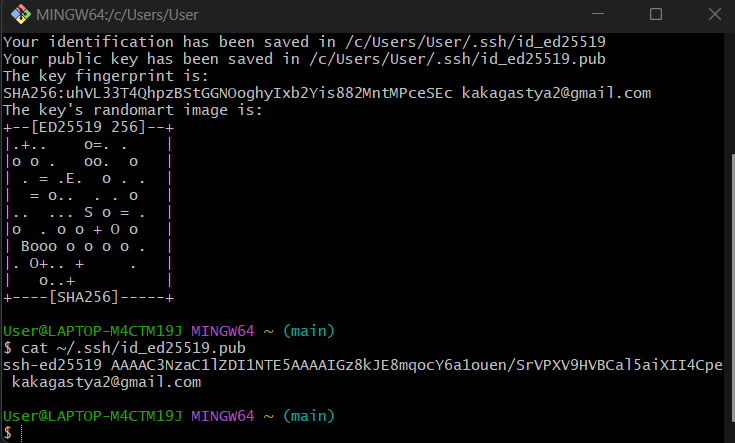 MINGW64:/c/Users/User
Your identification has been saved in /c/Users/User/.ssh/id_ed25519
Your public key has been saved in /c/Users/User/.ssh/id_ed25519.pub
The key fingerprint is:
SHA256:uhVL33T4QhpzBStGGNOoghyIxb2Yis882MntMPceSEc kakagastya2@gmail.com
The key's randomart image is:
+--[ED25519 256]--+
|.+..    o=. .    |
|o o .   oo.  o   |
| . = .E.  o . .  |
|  = o..  . . o   |
|..  ... S o = .  |
|o  . o o + O o   |
| Booo o o o o .  |
|. O+.. +     .   |
|   o..+          |
+----[SHA256]-----+
User@LAPTOP-M4CTM19J MINGW64 ~ (main)
$ cat ~/.ssh/id_ed25519.pub
ssh-ed25519 AAAAC3NzaC1lZDI1NTE5AAAAIGz8kJE8mqocY6a1ouen/SrVPXV9HVBCal5aiXII4Cpe
 kakagastya2@gmail.com
User@LAPTOP-M4CTM19J MINGW64 ~ (main)
$